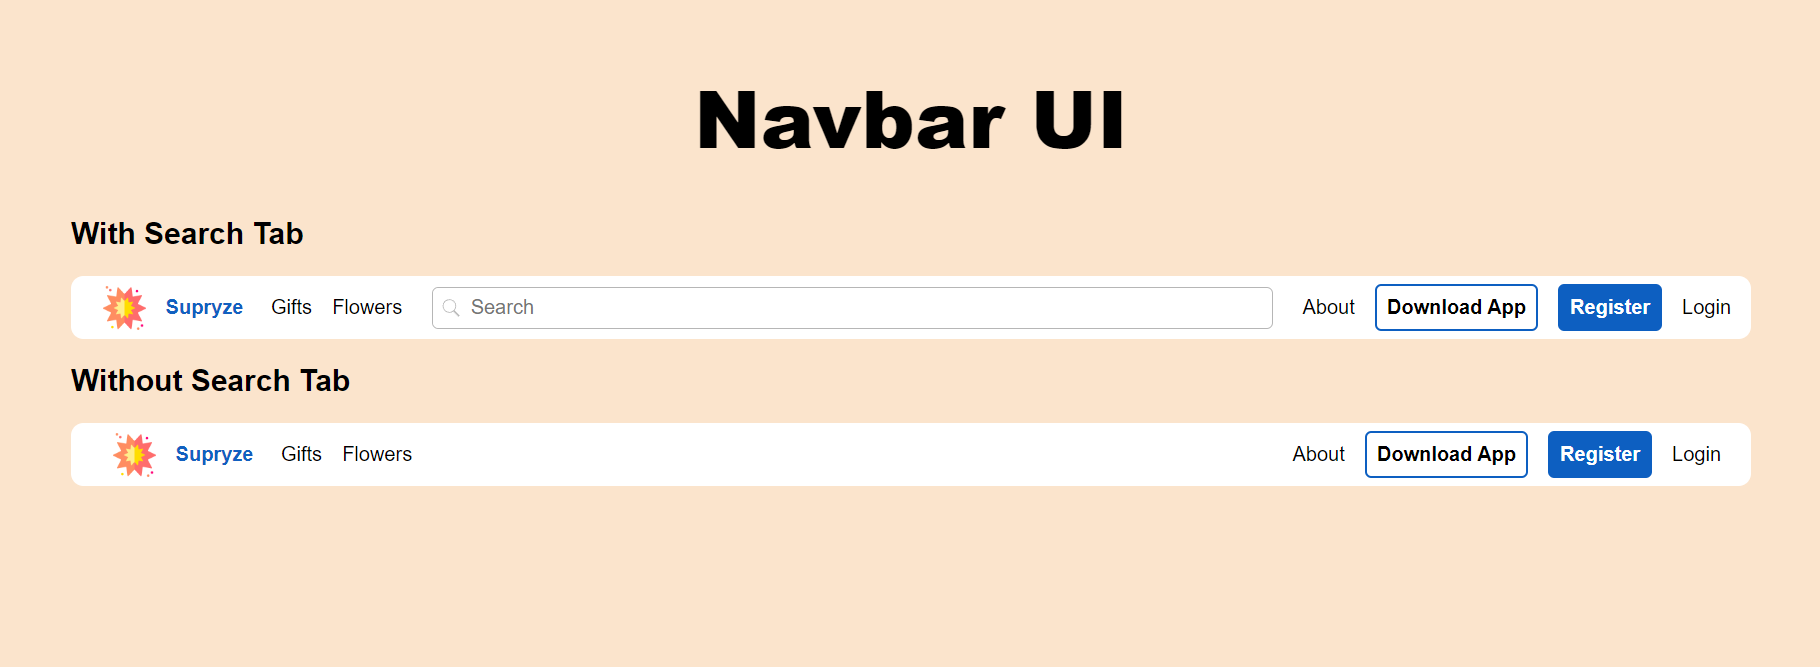 Navbar UI
With Search Tab
Supryze Gifts Flowers Search About Download App Register Login
Without Search Tab
Supryze Gifts Flowers About Download App Register Login